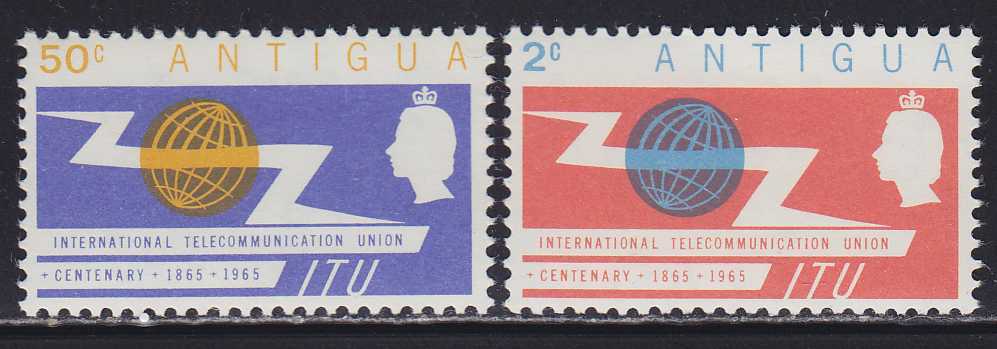 50c ANTIGUA
INTERNATIONAL TELECOMMUNICATION UNION
+ CENTENARY + 1865 + 1965
ITU
2c ANTIGUA
INTERNATIONAL TELECOMMUNICATION UNION
+ CENTENARY + 1865 + 1965
ITU